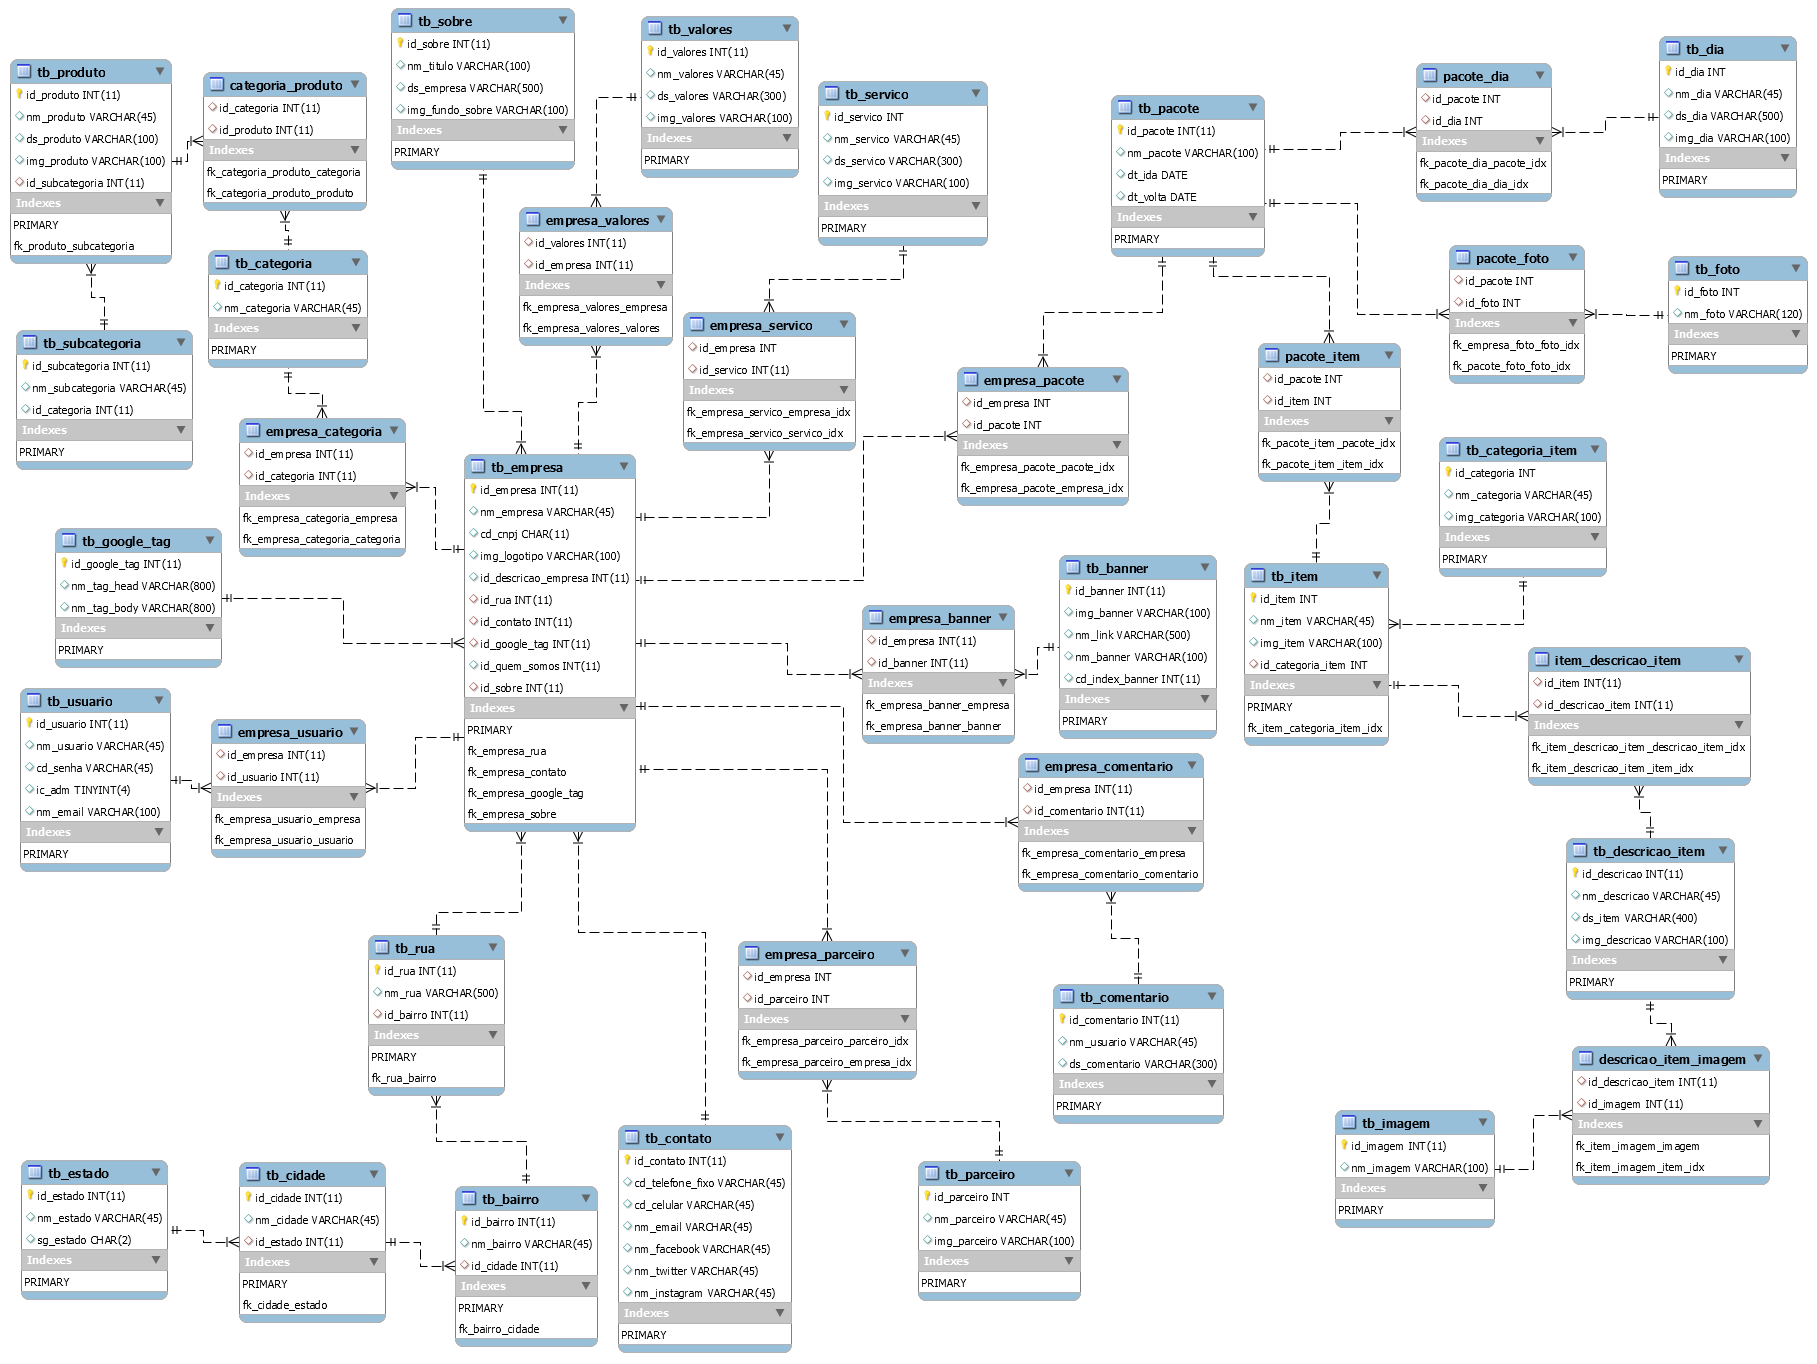 tb_sobre
id_sobre INT(11)
nm_titulo VARCHAR(100)
ds_empresa VARCHAR(500)
img_fundo_sobre VARCHAR(100)
Indexes
PRIMARY
tb_valores
id_valores INT(11)
nm_valores VARCHAR(45)
ds_valores VARCHAR(300)
img_valores VARCHAR(100)
Indexes
PRIMARY
tb_produto
id_produto INT(11)
nm_produto VARCHAR(45)
ds_produto VARCHAR(100)
img_produto VARCHAR(100)
id_subcategoria INT(11)
Indexes
PRIMARY
fk_produto_subcategoria
categoria_produto
id_categoria INT(11)
id_produto INT(11)
Indexes
fk_categoria_produto_categoria
fk_categoria_produto_produto
tb_servico
id_servico INT
nm_servico VARCHAR(45)
ds_servico VARCHAR(300)
img_servico VARCHAR(100)
Indexes
PRIMARY
tb_pacote
id_pacote INT(11)
nm_pacote VARCHAR(100)
dt_ida DATE
dt_volta DATE
Indexes
PRIMARY
pacote_dia
id_pacote INT
id_dia INT
Indexes
fk_pacote_dia_pacote_idx
fk_pacote_dia_dia_idx
tb_dia
id_dia INT
nm_dia VARCHAR(45)
ds_dia VARCHAR(500)
img_dia VARCHAR(100)
Indexes
PRIMARY
tb_categoria
id_categoria INT(11)
nm_categoria VARCHAR(45)
Indexes
PRIMARY
empresa_valores
id_valores INT(11)
id_empresa INT(11)
Indexes
fk_empresa_valores_empresa
fk_empresa_valores_valores
pacote_foto
id_pacote INT
id_foto INT
Indexes
fk_empresa_foto_foto_idx
fk_pacote_foto_foto_idx
tb_foto
id_foto INT
nm_foto VARCHAR(120)
Indexes
PRIMARY
tb_subcategoria
id_subcategoria INT(11)
nm_subcategoria VARCHAR(45)
id_categoria INT(11)
Indexes
PRIMARY
empresa_servico
id_empresa INT
id_servico INT(11)
Indexes
fk_empresa_servico_empresa_idx
fk_empresa_servico_servico_idx
empresa_pacote
id_empresa INT
id_pacote INT
Indexes
fk_empresa_pacote_pacote_idx
fk_empresa_pacote_empresa_idx
pacote_item
id_pacote INT
id_item INT
Indexes
fk_pacote_item_pacote_idx
fk_pacote_item_item_idx
empresa_categoria
id_empresa INT(11)
id_categoria INT(11)
Indexes
fk_empresa_categoria_empresa
fk_empresa_categoria_categoria
tb_categoria_item
id_categoria INT
nm_categoria VARCHAR(45)
img_categoria VARCHAR(100)
Indexes
PRIMARY
tb_empresa
id_empresa INT(11)
nm_empresa VARCHAR(45)
cd_cnpj CHAR(11)
img_logotipo VARCHAR(100)
id_descricao_empresa INT(11)
id_rua INT(11)
id_contato INT(11)
id_google_tag INT(11)
id_quem_somos INT(11)
id_sobre INT(11)
Indexes
PRIMARY
fk_empresa_rua
fk_empresa_contato
fk_empresa_google_tag
fk_empresa_sobre
tb_google_tag
id_google_tag INT(11)
nm_tag_head VARCHAR(800)
nm_tag_body VARCHAR(800)
Indexes
PRIMARY
tb_banner
id_banner INT(11)
img_banner VARCHAR(100)
nm_link VARCHAR(500)
nm_banner VARCHAR(100)
cd_index_banner INT(11)
Indexes
PRIMARY
empresa_banner
id_empresa INT(11)
id_banner INT(11)
Indexes
fk_empresa_banner_empresa
fk_empresa_banner_banner
tb_item
id_item INT
nm_item VARCHAR(45)
img_item VARCHAR(100)
id_categoria_item INT
Indexes
PRIMARY
fk_item_categoria_item_idx
item_descricao_item
id_item INT(11)
id_descricao_item INT(11)
Indexes
fk_item_descricao_item_descricao_item_idx
fk_item_descricao_item_item_idx
tb_usuario
id_usuario INT(11)
nm_usuario VARCHAR(45)
cd_senha VARCHAR(45)
ic_adm TINYINT(4)
nm_email VARCHAR(100)
Indexes
PRIMARY
empresa_usuario
id_empresa INT(11)
id_usuario INT(11)
Indexes
fk_empresa_usuario_empresa
fk_empresa_usuario_usuario
empresa_comentario
id_empresa INT(11)
id_comentario INT(11)
Indexes
fk_empresa_comentario_empresa
fk_empresa_comentario_comentario
tb_descricao_item
id_descricao INT(11)
nm_descricao VARCHAR(45)
ds_item VARCHAR(400)
img_descricao VARCHAR(100)
Indexes
PRIMARY
tb_rua
id_rua INT(11)
nm_rua VARCHAR(500)
id_bairro INT(11)
Indexes
PRIMARY
fk_rua_bairro
empresa_parceiro
id_empresa INT
id_parceiro INT
Indexes
fk_empresa_parceiro_parceiro_idx
fk_empresa_parceiro_empresa_idx
tb_comentario
id_comentario INT(11)
nm_usuario VARCHAR(45)
ds_comentario VARCHAR(300)
Indexes
PRIMARY
descricao_item_imagem
id_descricao_item INT(11)
id_imagem INT(11)
Indexes
fk_item_imagem_imagem
fk_item_imagem_item_idx
tb_imagem
id_imagem INT(11)
nm_imagem VARCHAR(100)
Indexes
PRIMARY
tb_contato
id_contato INT(11)
cd_telefone_fixo VARCHAR(45)
cd_celular VARCHAR(45)
nm_email VARCHAR(45)
nm_facebook VARCHAR(45)
nm_twitter VARCHAR(45)
nm_instagram VARCHAR(45)
Indexes
PRIMARY
tb_estado
id_estado INT(11)
nm_estado VARCHAR(45)
sg_estado CHAR(2)
Indexes
PRIMARY
tb_cidade
id_cidade INT(11)
nm_cidade VARCHAR(45)
id_estado INT(11)
Indexes
PRIMARY
fk_cidade_estado
tb_bairro
id_bairro INT(11)
nm_bairro VARCHAR(45)
id_cidade INT(11)
Indexes
PRIMARY
fk_bairro_cidade
tb_parceiro
id_parceiro INT
nm_parceiro VARCHAR(45)
img_parceiro VARCHAR(100)
Indexes
PRIMARY